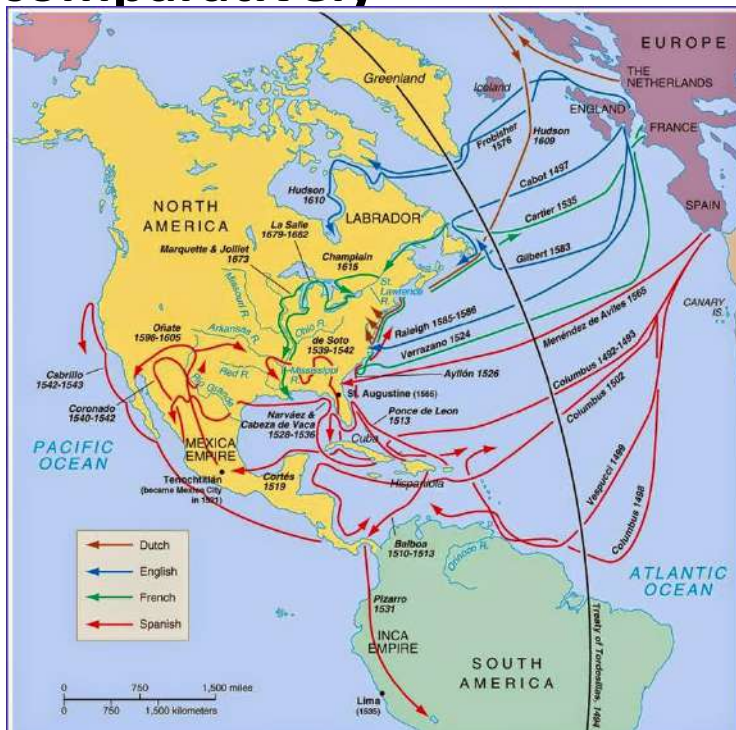 comparatively
EUROPE
THE
NETHERLANDS
Greenland
Iceland
ENGLAND
FRANCE
Frobisher
1576
Hudson
1609
Cabot 1497
Hudson
1610
NORTH
AMERICA
LABRADOR
SPAIN
La Salle
1679-1682
Cartier 1535
Marquette & Jolliet
1673
Champlain
1615
Gilbert 1583
St.
Lawrence
R.
Missouri R.
Menéndez de Aviles 1565
CANARY
IS.
Raleigh 1585-1586
Oñate
1598-1605
Arkansas R.
Ohio R.
de Soto
1539-1542
Verrazano 1524
Columbus 1492-1493
Cabrillo
1542-1543
Red R.
Mississippi
R.
Ayllón 1526
Columbus 1502
Coronado
1540-1542
Rio Grande
St. Augustine (1565)
Narváez &
Cabeza de Vaca
1528-1536
Ponce de Leon
1513
PACIFIC
OCEAN
MEXICA
EMPIRE
Cuba
Vespucci 1499
Tenochtitlán
(became Mexico City
in 1521)
Cortés
1519
Hispaniola
Columbus 1498
Balboa
1510-1513
Orinoco R.
Dutch
English
French
Spanish
ATLANTIC
OCEAN
Pizarro
1531
Treaty of Tordesillas, 1494
INCA
EMPIRE
SOUTH
AMERICA
0 750 1,500 miles
0 750 1,500 kilometers
Lima
(1535)